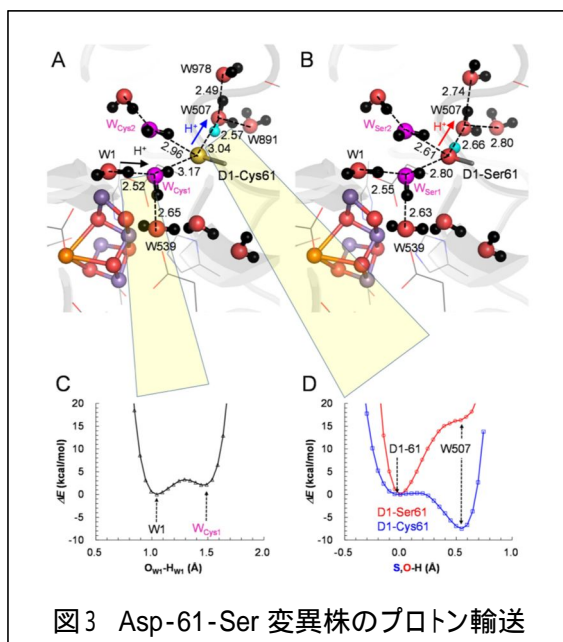 A
B
W978
2.49
W507
H⁺
2.57
W891
W_Cys2
2.96
3.04
W1
H⁺
3.17
D1-Cys61
2.52
W_Cys1
2.65
W539
2.74
W507
H⁺
2.66
2.80
W_Ser2
2.61
W1
2.80
D1-Ser61
2.55
W_Ser1
2.63
W539
C
20
15
10
5
0
-5
-10
ΔE (kcal/mol)
W1
W_Cys1
0.5 1.0 1.5 2.0
O_W1-H_W1 (Å)
D
20
15
10
5
0
-5
-10
ΔE (kcal/mol)
D1-61
W507
D1-Ser61
D1-Cys61
-0.5 0.0 0.5 1.0
S,O-H (Å)
図3 Asp-61-Ser 変異株のプロトン輸送